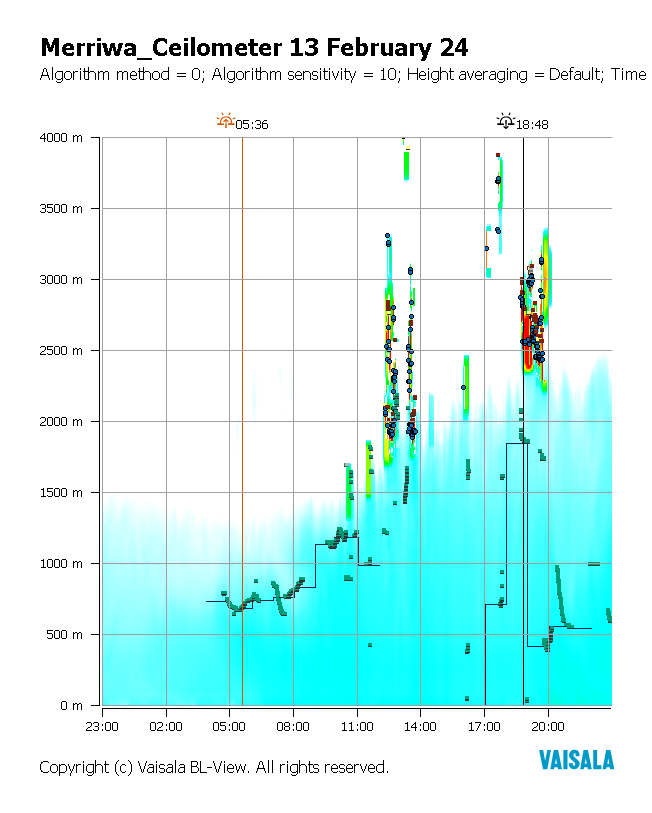 Merriwa_Ceilometer 13 February 24
Algorithm method = 0; Algorithm sensitivity = 10; Height averaging = Default; Time
05:36
18:48
4000 m
3500 m
3000 m
2500 m
2000 m
1500 m
1000 m
500 m
0 m
23:00 02:00 05:00 08:00 11:00 14:00 17:00 20:00
Copyright (c) Vaisala BL-View. All rights reserved.
VAISALA